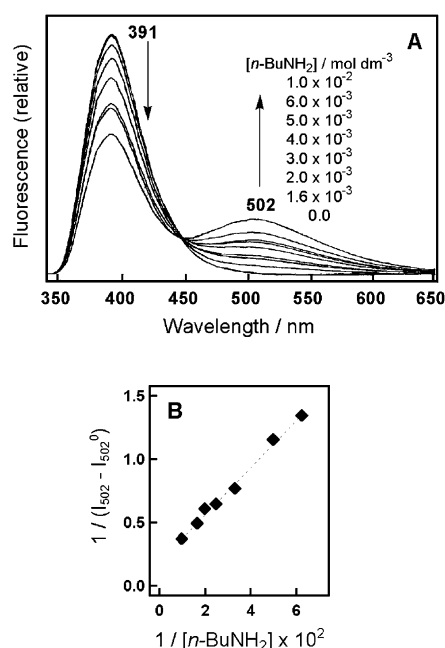 391
A
[n-BuNH₂] / mol dm⁻³
1.0 x 10⁻²
6.0 x 10⁻³
5.0 x 10⁻³
4.0 x 10⁻³
3.0 x 10⁻³
2.0 x 10⁻³
1.6 x 10⁻³
0.0
502
Fluorescence (relative)
350 400 450 500 550 600 650
Wavelength / nm
B
1.5
1.0
0.5
0.0
1 / (I₅₀₂ - I₅₀₂⁰)
0 2 4 6
1 / [n-BuNH₂] x 10²